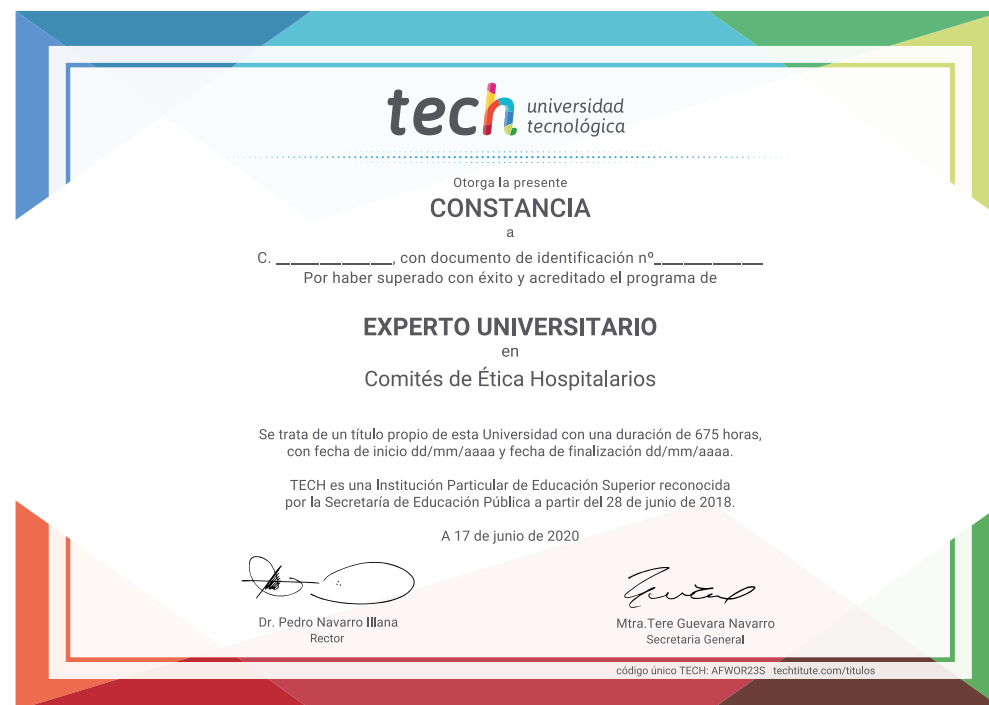 tech universidad
tecnológica
Otorga la presente
CONSTANCIA
a
C. ______________, con documento de identificación nº_____________
Por haber superado con éxito y acreditado el programa de
EXPERTO UNIVERSITARIO
en
Comités de Ética Hospitalarios
Se trata de un título propio de esta Universidad con una duración de 675 horas,
con fecha de inicio dd/mm/aaaa y fecha de finalización dd/mm/aaaa.
TECH es una Institución Particular de Educación Superior reconocida
por la Secretaría de Educación Pública a partir del 28 de junio de 2018.
A 17 de junio de 2020
Dr. Pedro Navarro Illana
Rector
Mtra.Tere Guevara Navarro
Secretaria General
código único TECH: AFWOR23S techtitute.com/titulos